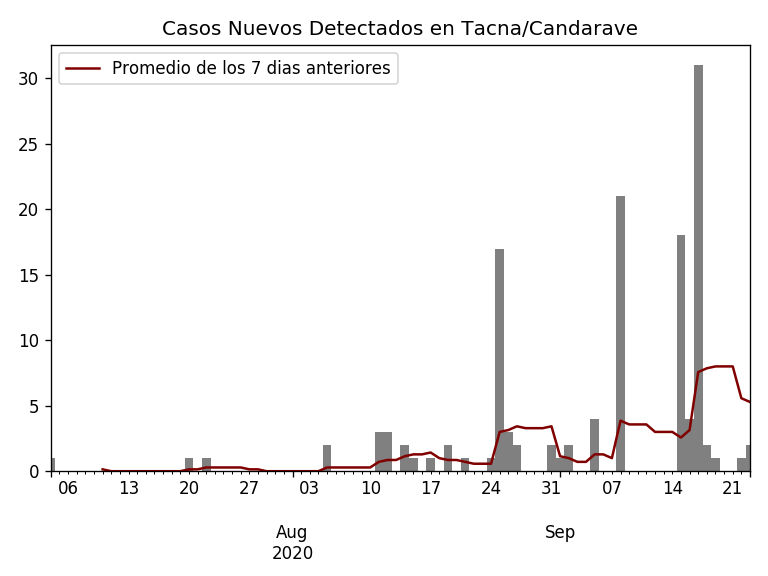 Casos Nuevos Detectados en Tacna/Candarave
Promedio de los 7 dias anteriores
30
25
20
15
10
5
0
06 13 20 27 03 10 17 24 31 07 14 21
Aug Sep
2020